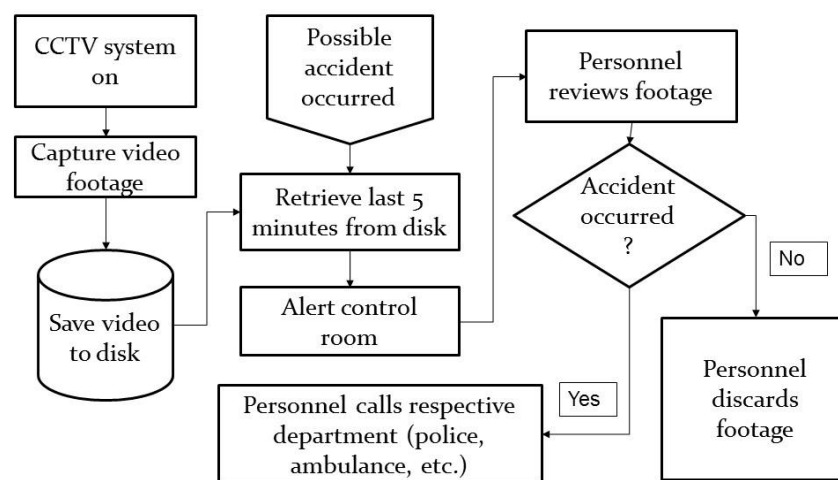 CCTV system
on
Capture video
footage
Save video
to disk
Possible
accident
occurred
Retrieve last 5
minutes from disk
Alert control
room
Personnel
reviews footage
Accident
occurred
?
No
Yes
Personnel calls respective
department (police,
ambulance, etc.)
Personnel
discards
footage